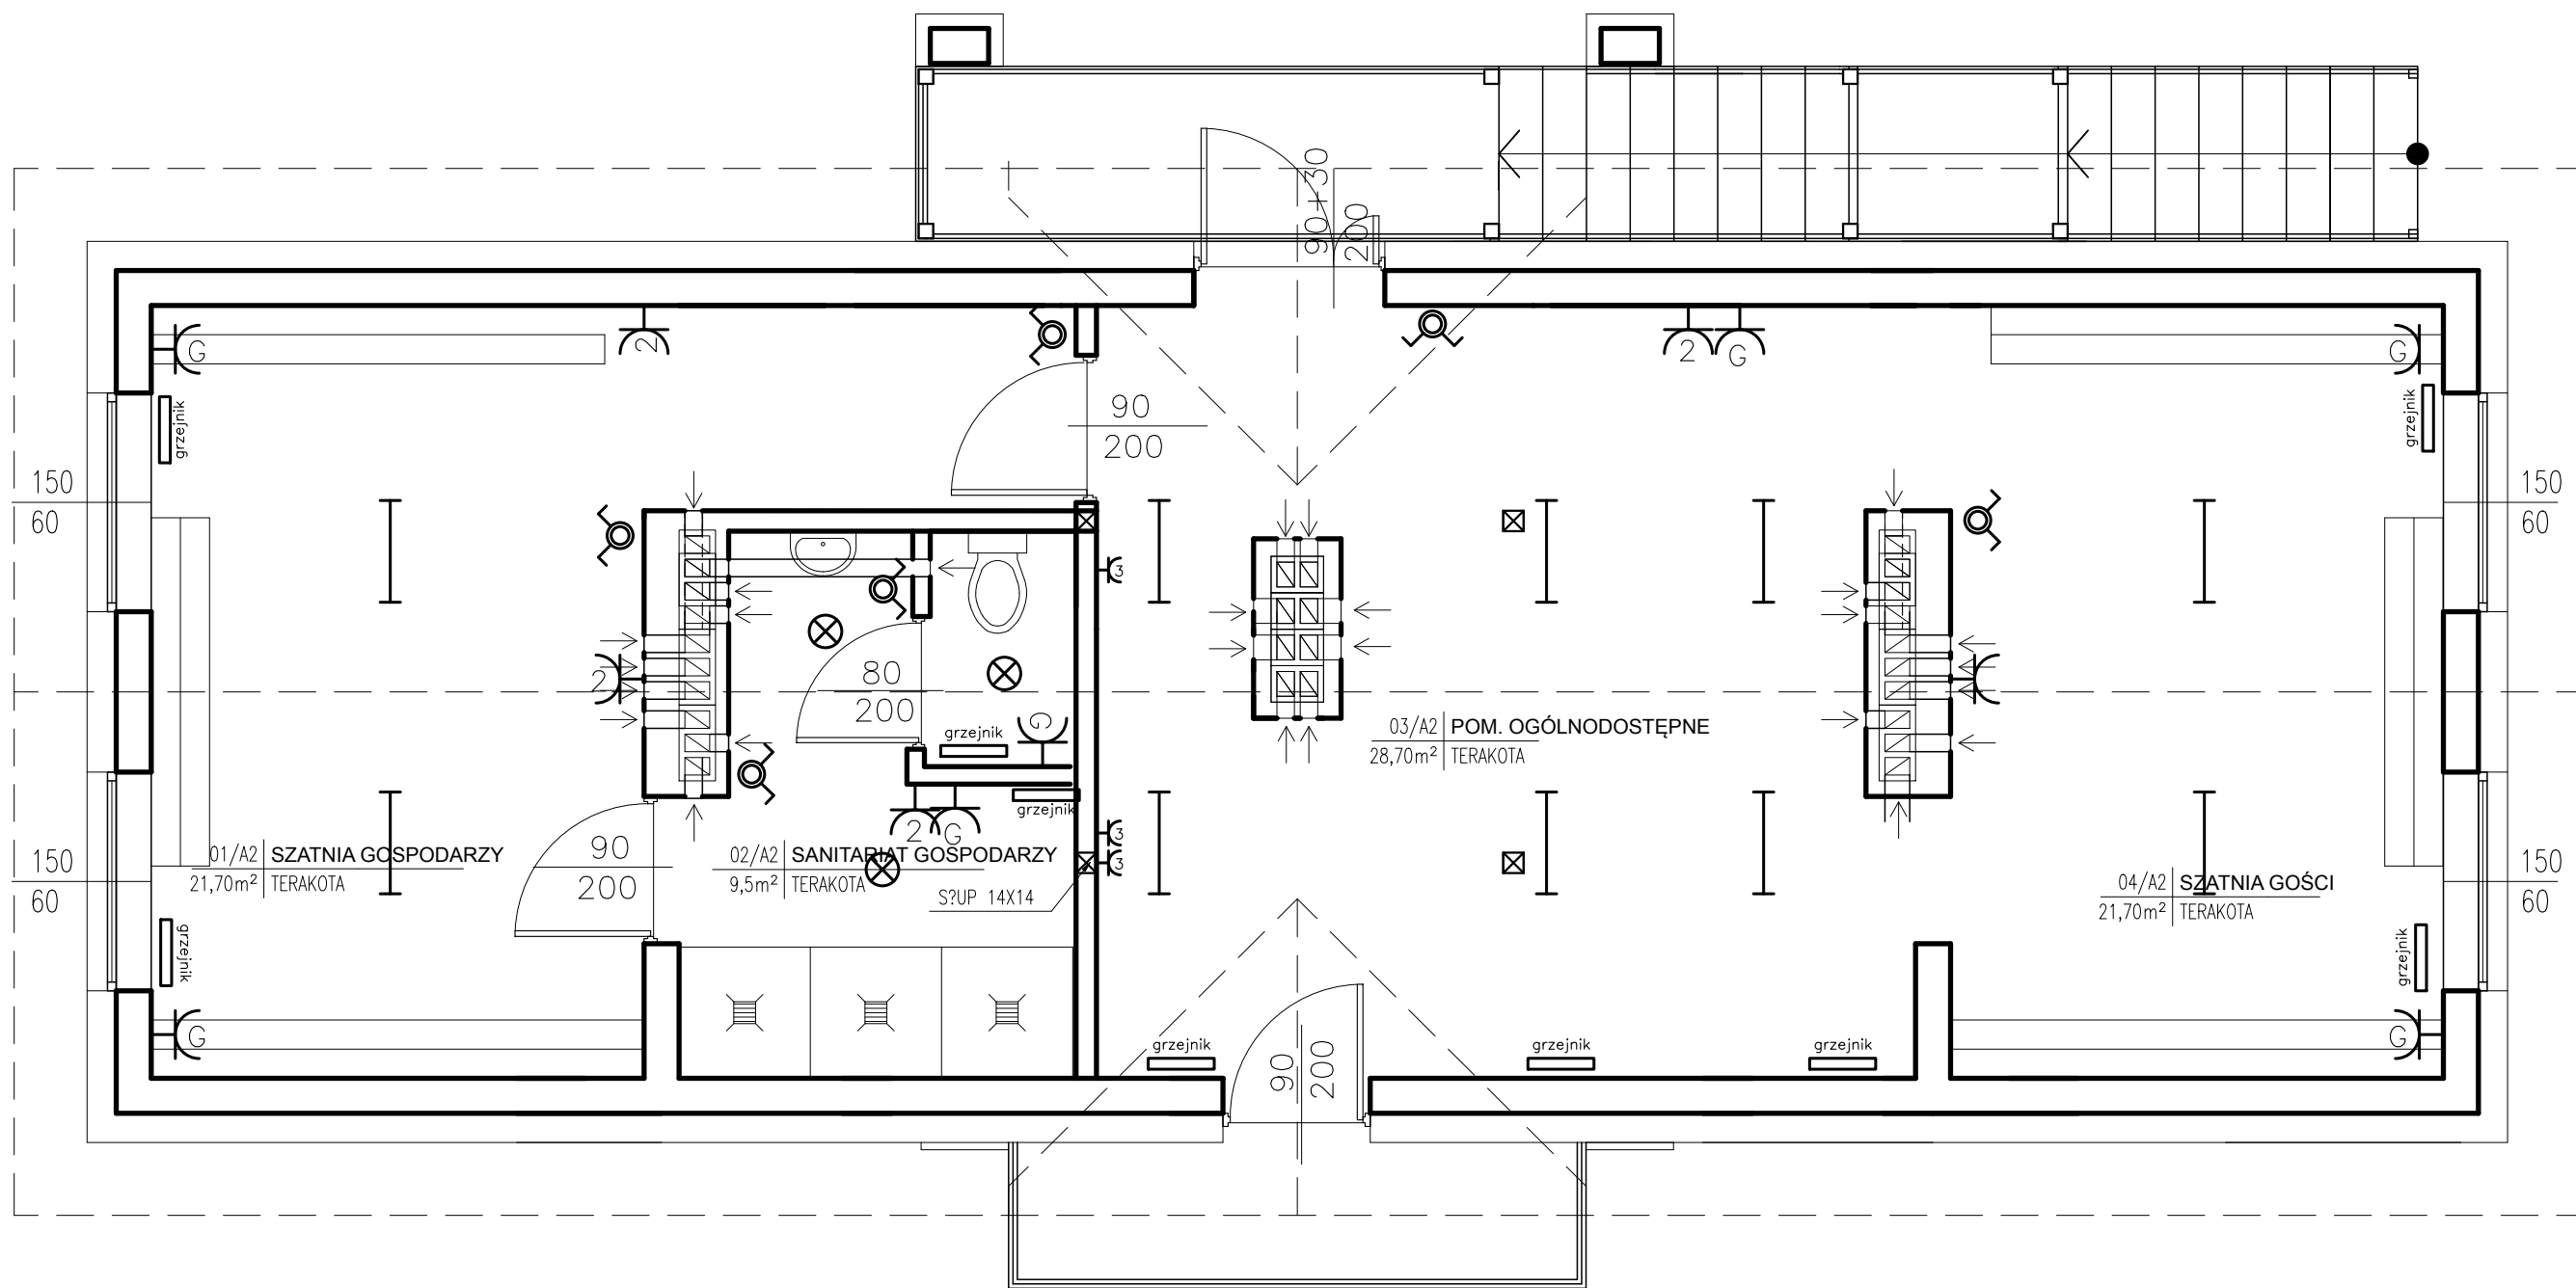 90+30
200
G
2
2
G
G
grzejnik
grzejnik
90
200
150
60
150
60
3
2
80
200
G
grzejnik
03/A2 POM. OGÓLNODOSTĘPNE
28,70m² TERAKOTA
grzejnik
2
G
3
3
90
200
01/A2 SZATNIA GOSPODARZY
21,70m² TERAKOTA
02/A2 SANITARIAT GOSPODARZY
9,5m² TERAKOTA
S?UP 14X14
04/A2 SZATNIA GOŚCI
21,70m² TERAKOTA
150
60
150
60
grzejnik
grzejnik
G
grzejnik
90
200
grzejnik
grzejnik
G